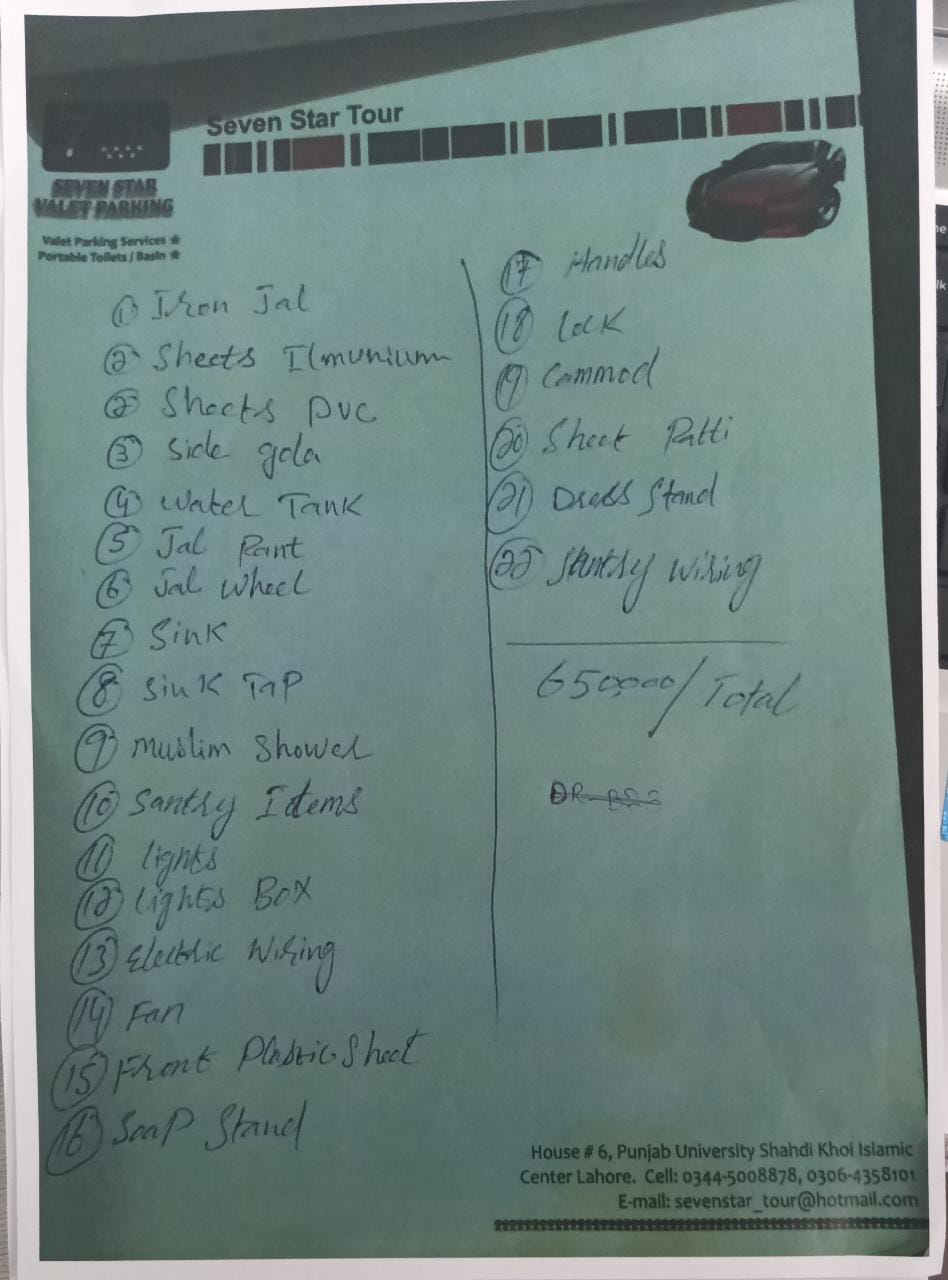 Seven Star Tour
SEVEN STAR
VALET PARKING
Valet Parking Services ★
Portable Toilets / Basin ★
1 Iron Jal
2 Sheets Ilmunium
2 Sheets PVC
3 Side gola
4 Water Tank
5 Jal Pant
6 Jal Wheel
7 Sink
8 Sink TaP
9 Muslim Shower
10 Santry Idems
11 lights
12 lights Box
13 Electric Wiring
14 Fan
15 Front Plastic Sheet
16 SoaP Stand
17 Handles
18 Lock
19 Commod
20 Sheet Patti
21 Dress Stand
22 Santry Wiring
650,000/ Total
House # 6, Punjab University Shahdi Khoi Islamic
Center Lahore. Cell: 0344-5008878, 0306-4358101
E-mail: sevenstar_tour@hotmail.com